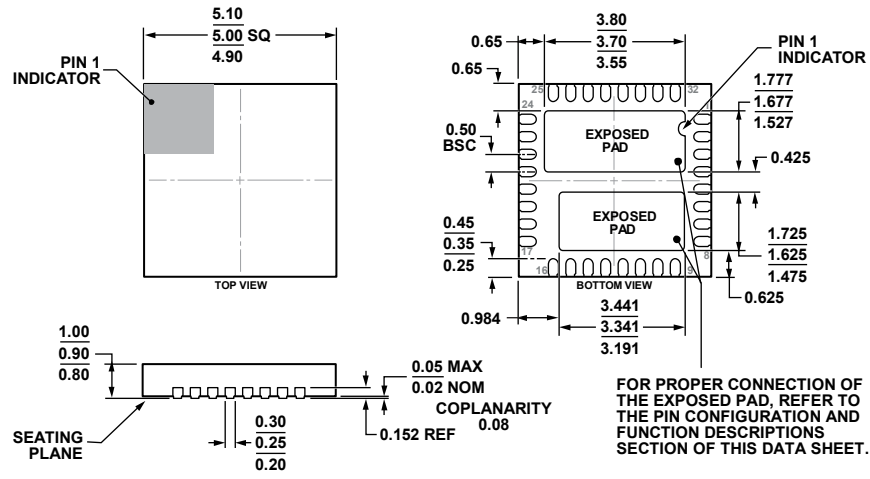 5.10
5.00 SQ
4.90
PIN 1
INDICATOR
TOP VIEW
0.65
3.80
3.70
3.55
PIN 1
INDICATOR
0.65
25
32
24
1.777
1.677
1.527
EXPOSED
PAD
0.50
BSC
0.425
EXPOSED
PAD
0.45
0.35
0.25
1.725
1.625
1.475
17
8
16
9
BOTTOM VIEW
0.625
0.984
3.441
3.341
3.191
1.00
0.90
0.80
0.05 MAX
0.02 NOM
COPLANARITY
0.08
0.152 REF
SEATING
PLANE
0.30
0.25
0.20
FOR PROPER CONNECTION OF
THE EXPOSED PAD, REFER TO
THE PIN CONFIGURATION AND
FUNCTION DESCRIPTIONS
SECTION OF THIS DATA SHEET.